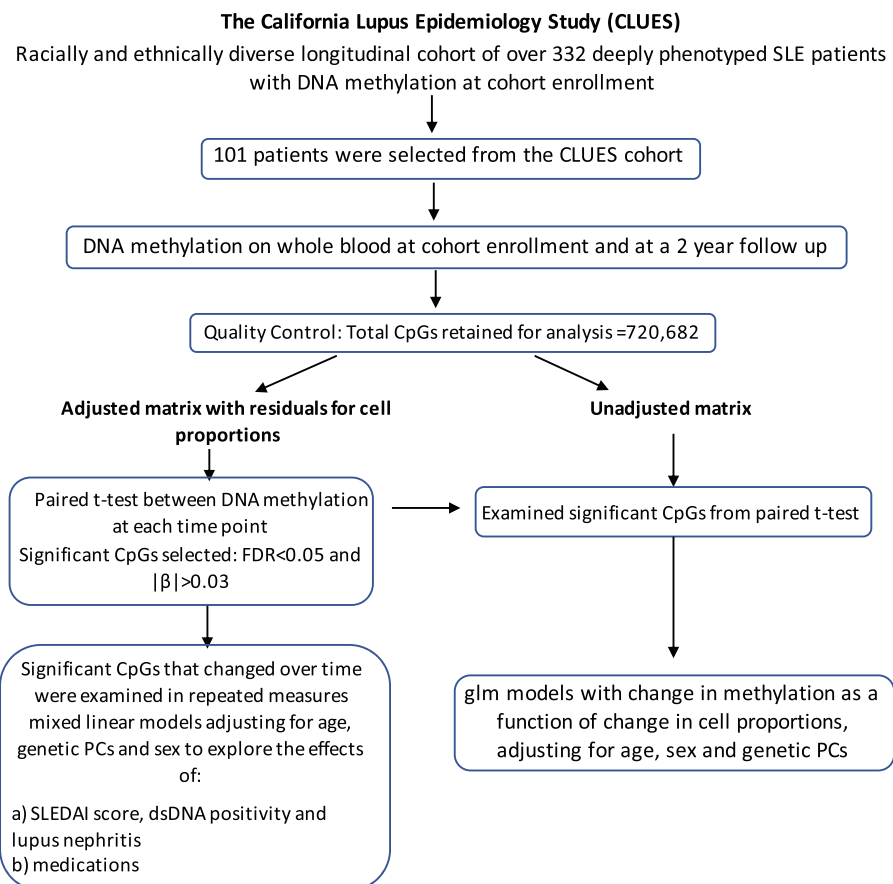 The California Lupus Epidemiology Study (CLUES)
Racially and ethnically diverse longitudinal cohort of over 332 deeply phenotyped SLE patients
with DNA methylation at cohort enrollment
101 patients were selected from the CLUES cohort
DNA methylation on whole blood at cohort enrollment and at a 2 year follow up
Quality Control: Total CpGs retained for analysis =720,682
Adjusted matrix with residuals for cell
proportions
Paired t-test between DNA methylation
at each time point
Significant CpGs selected: FDR<0.05 and
|β|>0.03
Significant CpGs that changed over time
were examined in repeated measures
mixed linear models adjusting for age,
genetic PCs and sex to explore the effects
of:
a) SLEDAI score, dsDNA positivity and
lupus nephritis
b) medications
Unadjusted matrix
Examined significant CpGs from paired t-test
glm models with change in methylation as a
function of change in cell proportions,
adjusting for age, sex and genetic PCs